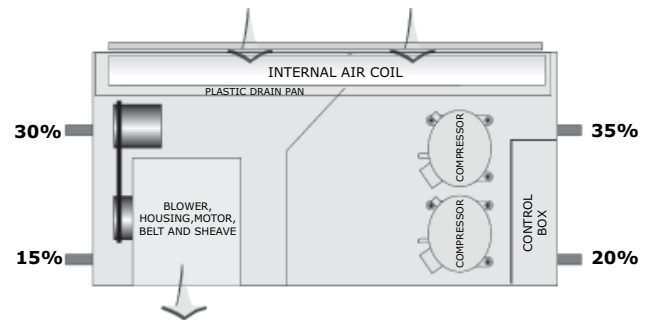 INTERNAL AIR COIL
PLASTIC DRAIN PAN
30%
35%
COMPRESSOR
BLOWER,
HOUSING,MOTOR,
BELT AND SHEAVE
COMPRESSOR
CONTROL
BOX
15%
20%